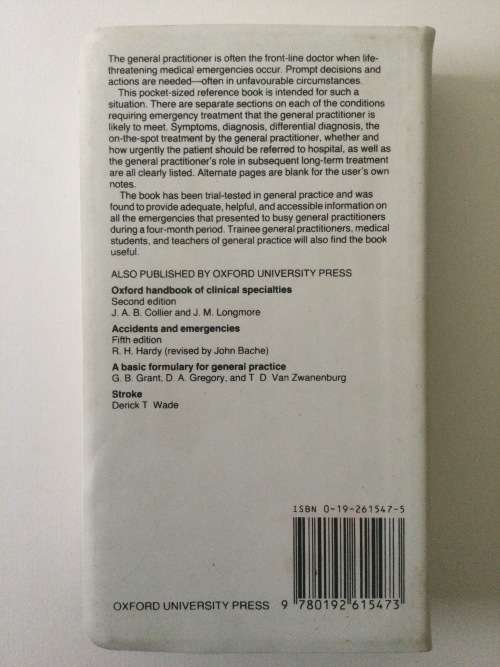 The general practitioner is often the front-line doctor when life-
threatening medical emergencies occur. Prompt decisions and
actions are needed—often in unfavourable circumstances.
This pocket-sized reference book is intended for such a
situation. There are separate sections on each of the conditions
requiring emergency treatment that the general practitioner is
likely to meet. Symptoms, diagnosis, differential diagnosis, the
on-the-spot treatment by the general practitioner, whether and
how urgently the patient should be referred to hospital, as well as
the general practitioner's role in subsequent long-term treatment
are all clearly listed. Alternate pages are blank for the user's own
notes.
The book has been trial-tested in general practice and was
found to provide adequate, helpful, and accessible information on
all the emergencies that presented to busy general practitioners
during a four-month period. Trainee general practitioners, medical
students, and teachers of general practice will also find the book
useful.
ALSO PUBLISHED BY OXFORD UNIVERSITY PRESS
Oxford handbook of clinical specialties
Second edition
J. A. B. Collier and J. M. Longmore
Accidents and emergencies
Fifth edition
R. H. Hardy (revised by John Bache)
A basic formulary for general practice
G. B. Grant, D. A. Gregory, and T. D. Van Zwanenburg
Stroke
Derick T Wade
ISBN 0-19-261547-5
OXFORD UNIVERSITY PRESS 9 780192 615473